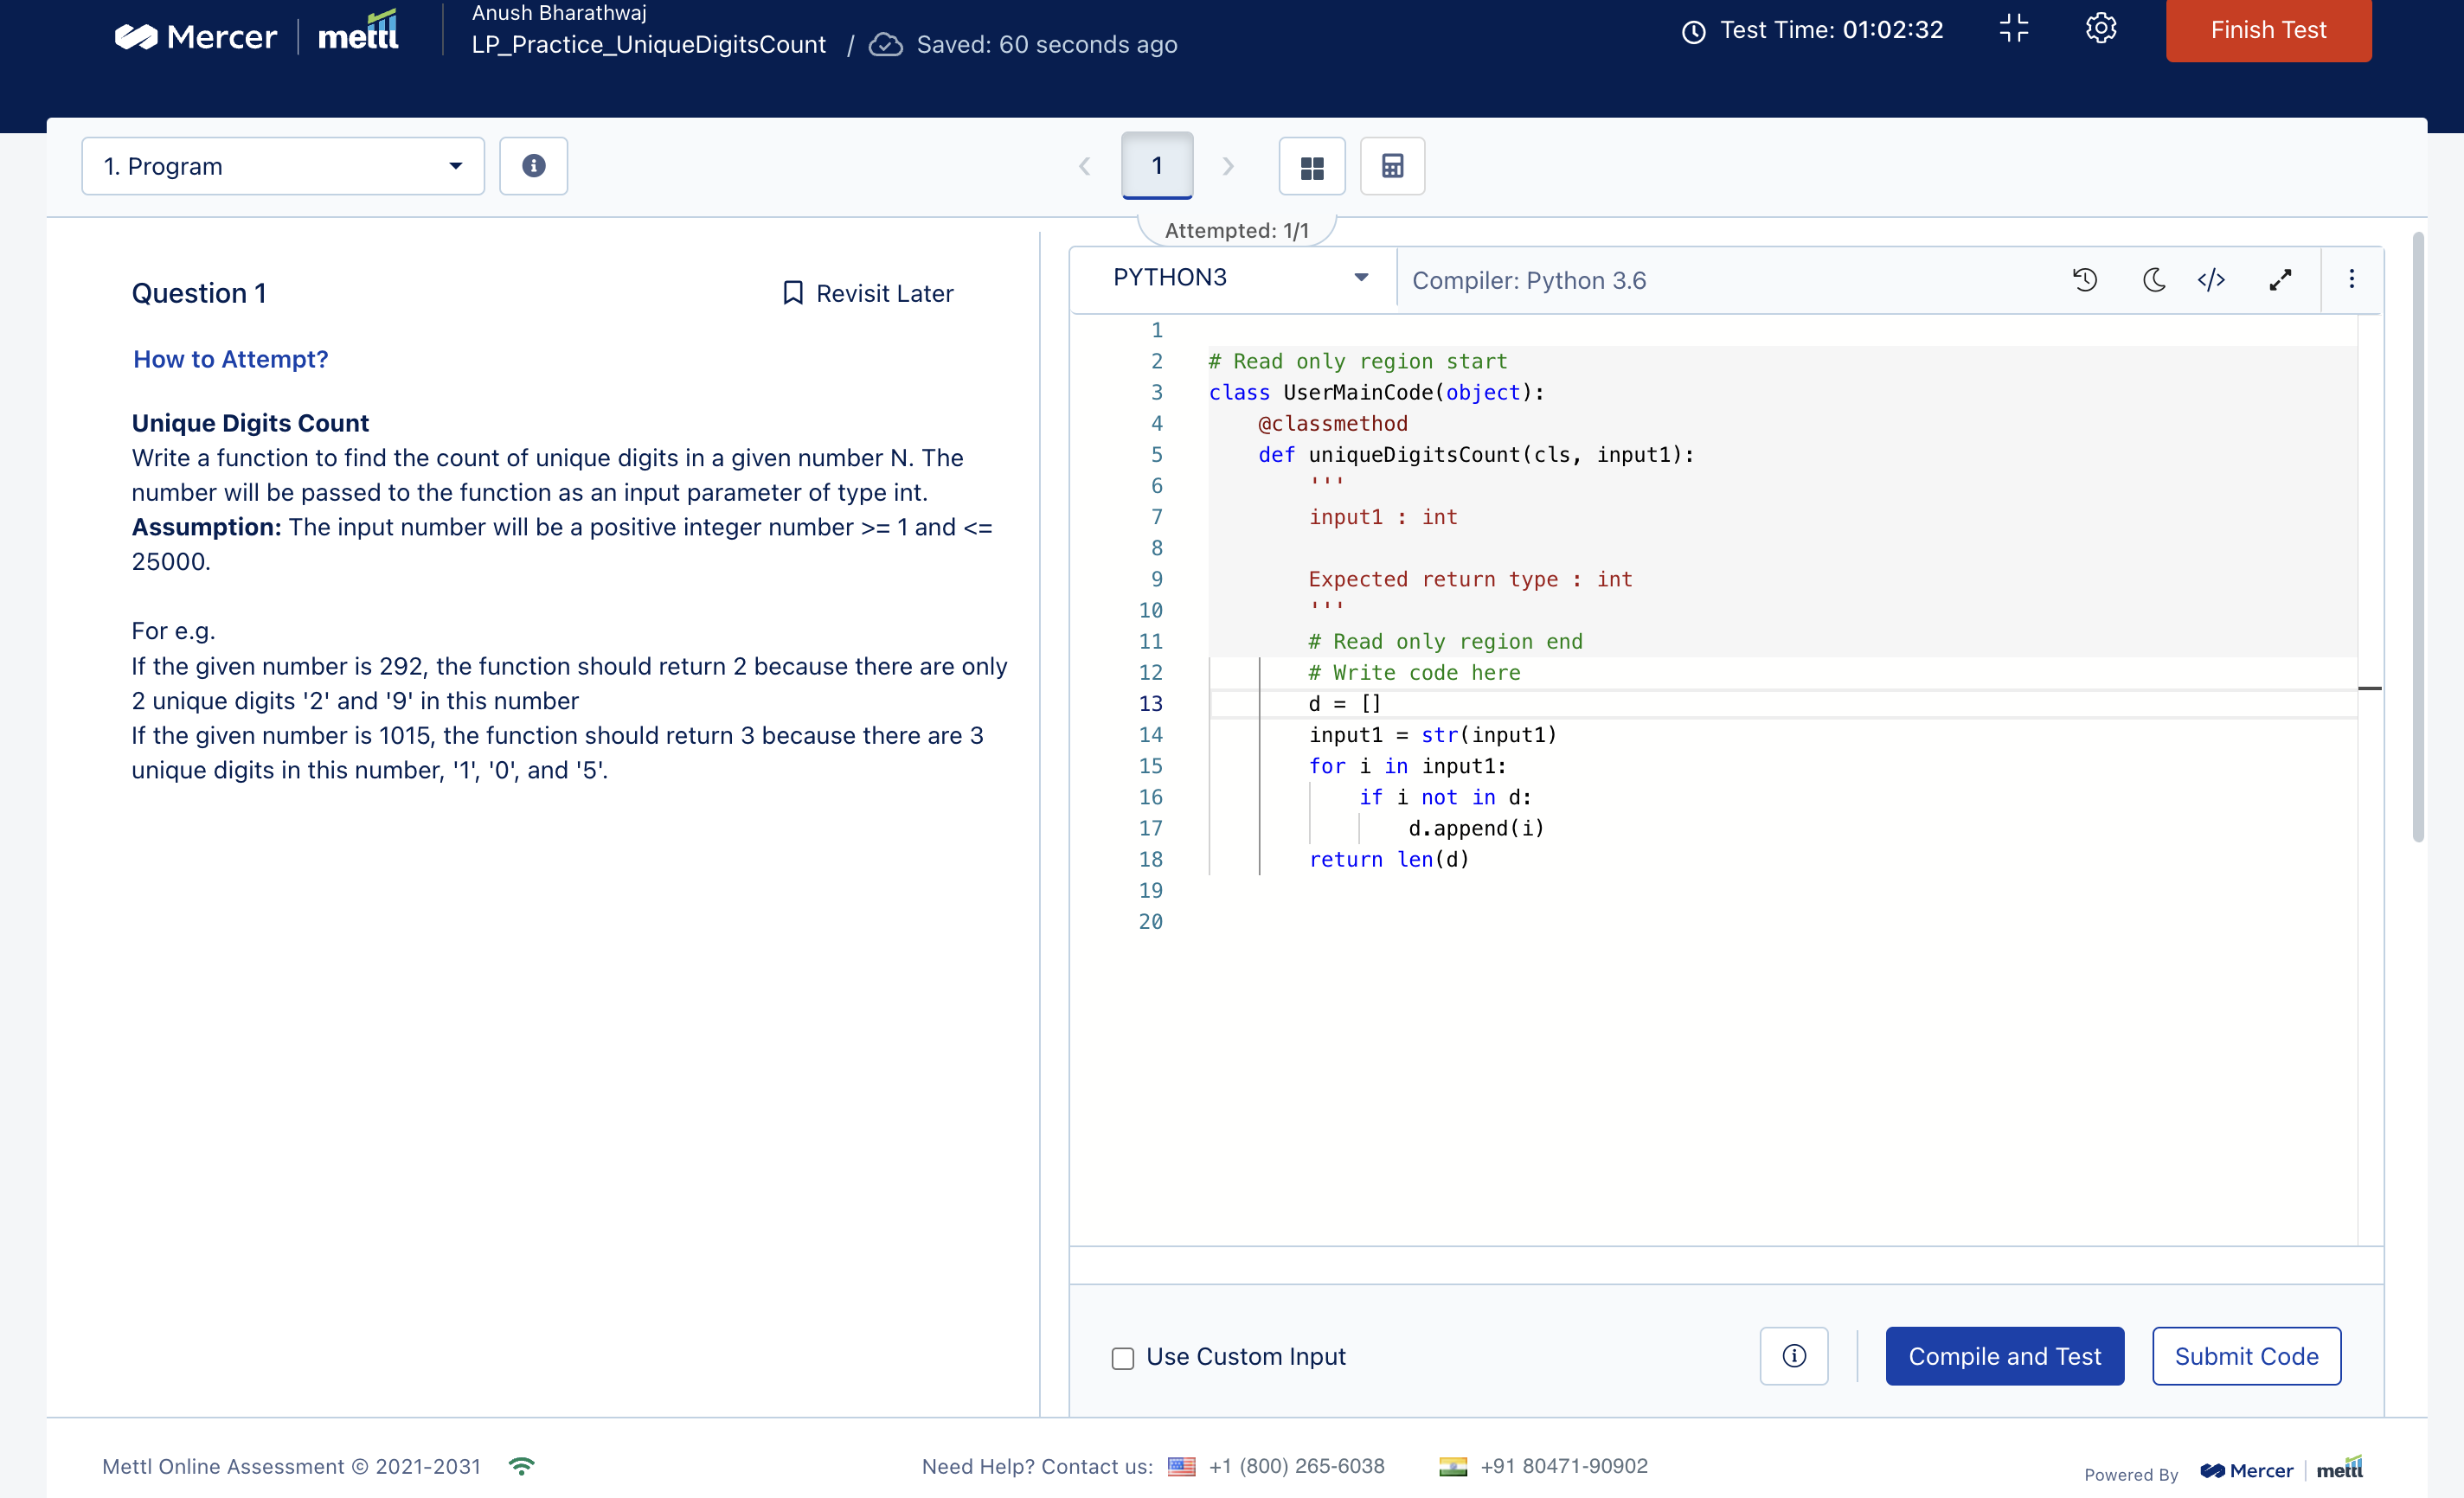 Mercer | mettl
Anush Bharathwaj
LP_Practice_UniqueDigitsCount / Saved: 60 seconds ago
Test Time: 01:02:32
Finish Test
1. Program
1
Attempted: 1/1
Question 1
Revisit Later
How to Attempt?
Unique Digits Count
Write a function to find the count of unique digits in a given number N. The
number will be passed to the function as an input parameter of type int.
Assumption: The input number will be a positive integer number >= 1 and <=
25000.
For e.g.
If the given number is 292, the function should return 2 because there are only
2 unique digits '2' and '9' in this number
If the given number is 1015, the function should return 3 because there are 3
unique digits in this number, '1', '0', and '5'.
PYTHON3
Compiler: Python 3.6
1
2 # Read only region start
3 class UserMainCode(object):
4     @classmethod
5     def uniqueDigitsCount(cls, input1):
6         '''
7         input1 : int
8
9         Expected return type : int
10         '''
11         # Read only region end
12         # Write code here
13         d = []
14         input1 = str(input1)
15         for i in input1:
16             if i not in d:
17                 d.append(i)
18         return len(d)
19
20
Use Custom Input
Compile and Test
Submit Code
Mettl Online Assessment © 2021-2031
Need Help? Contact us: +1 (800) 265-6038 +91 80471-90902
Powered By Mercer | mettl